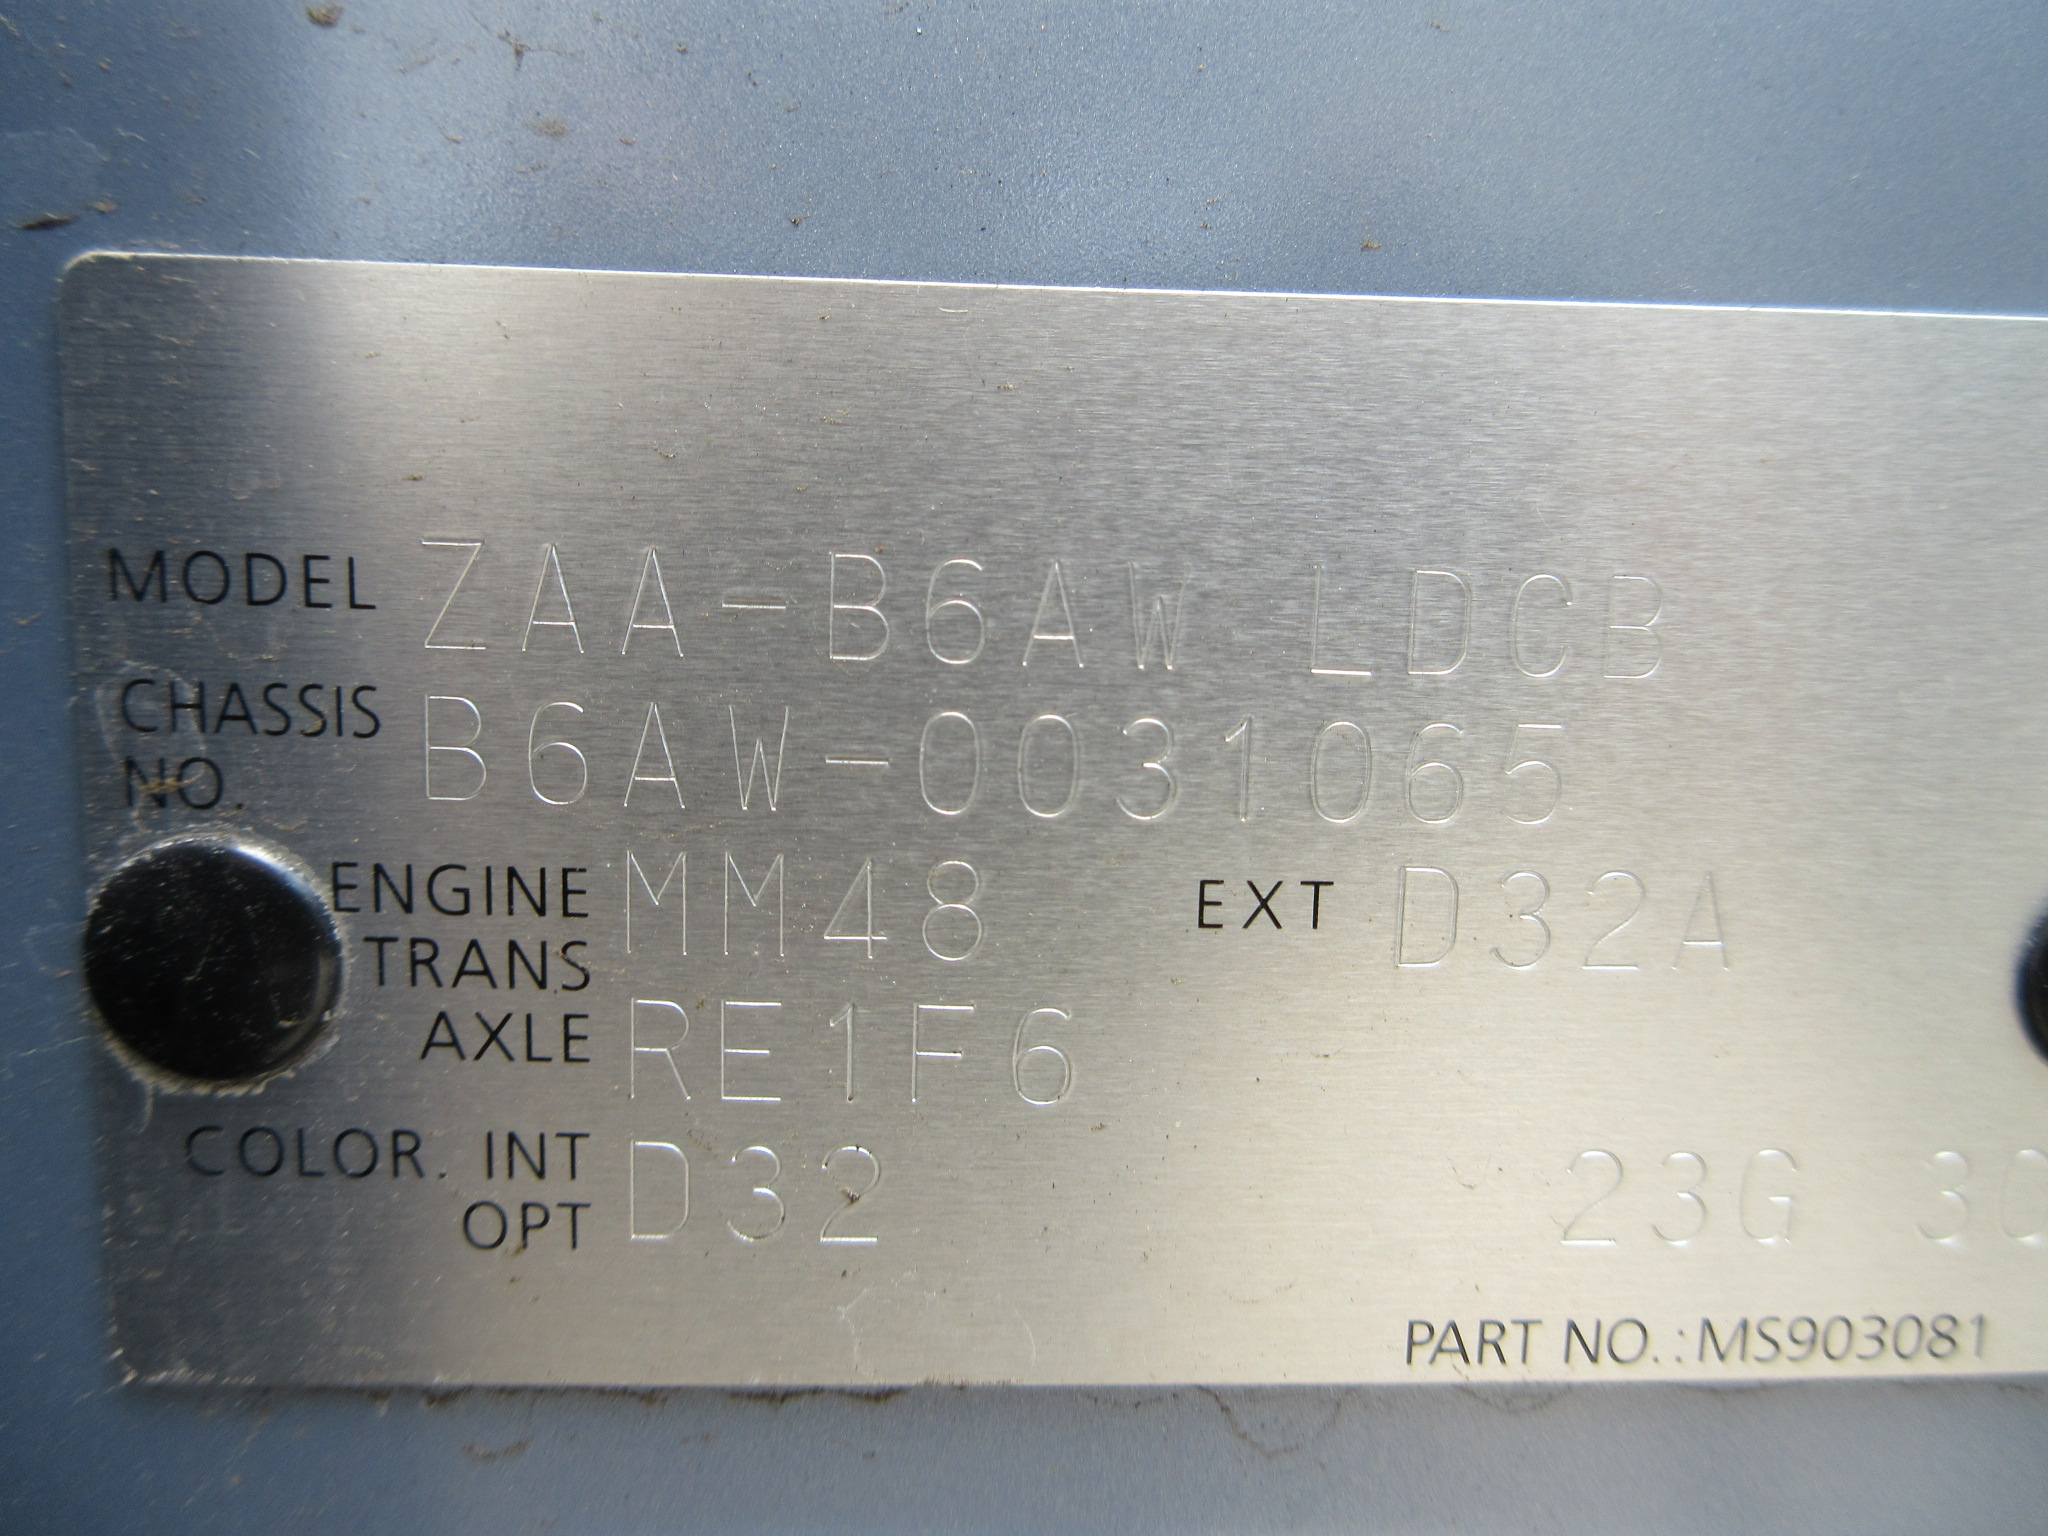 MODEL ZAA-B6AW LDCB
CHASSIS NO. B6AW-0031065
ENGINE MM48 EXT D32A
TRANS AXLE RE1F6
COLOR. INT OPT D32 23G 3
PART NO.: MS903081